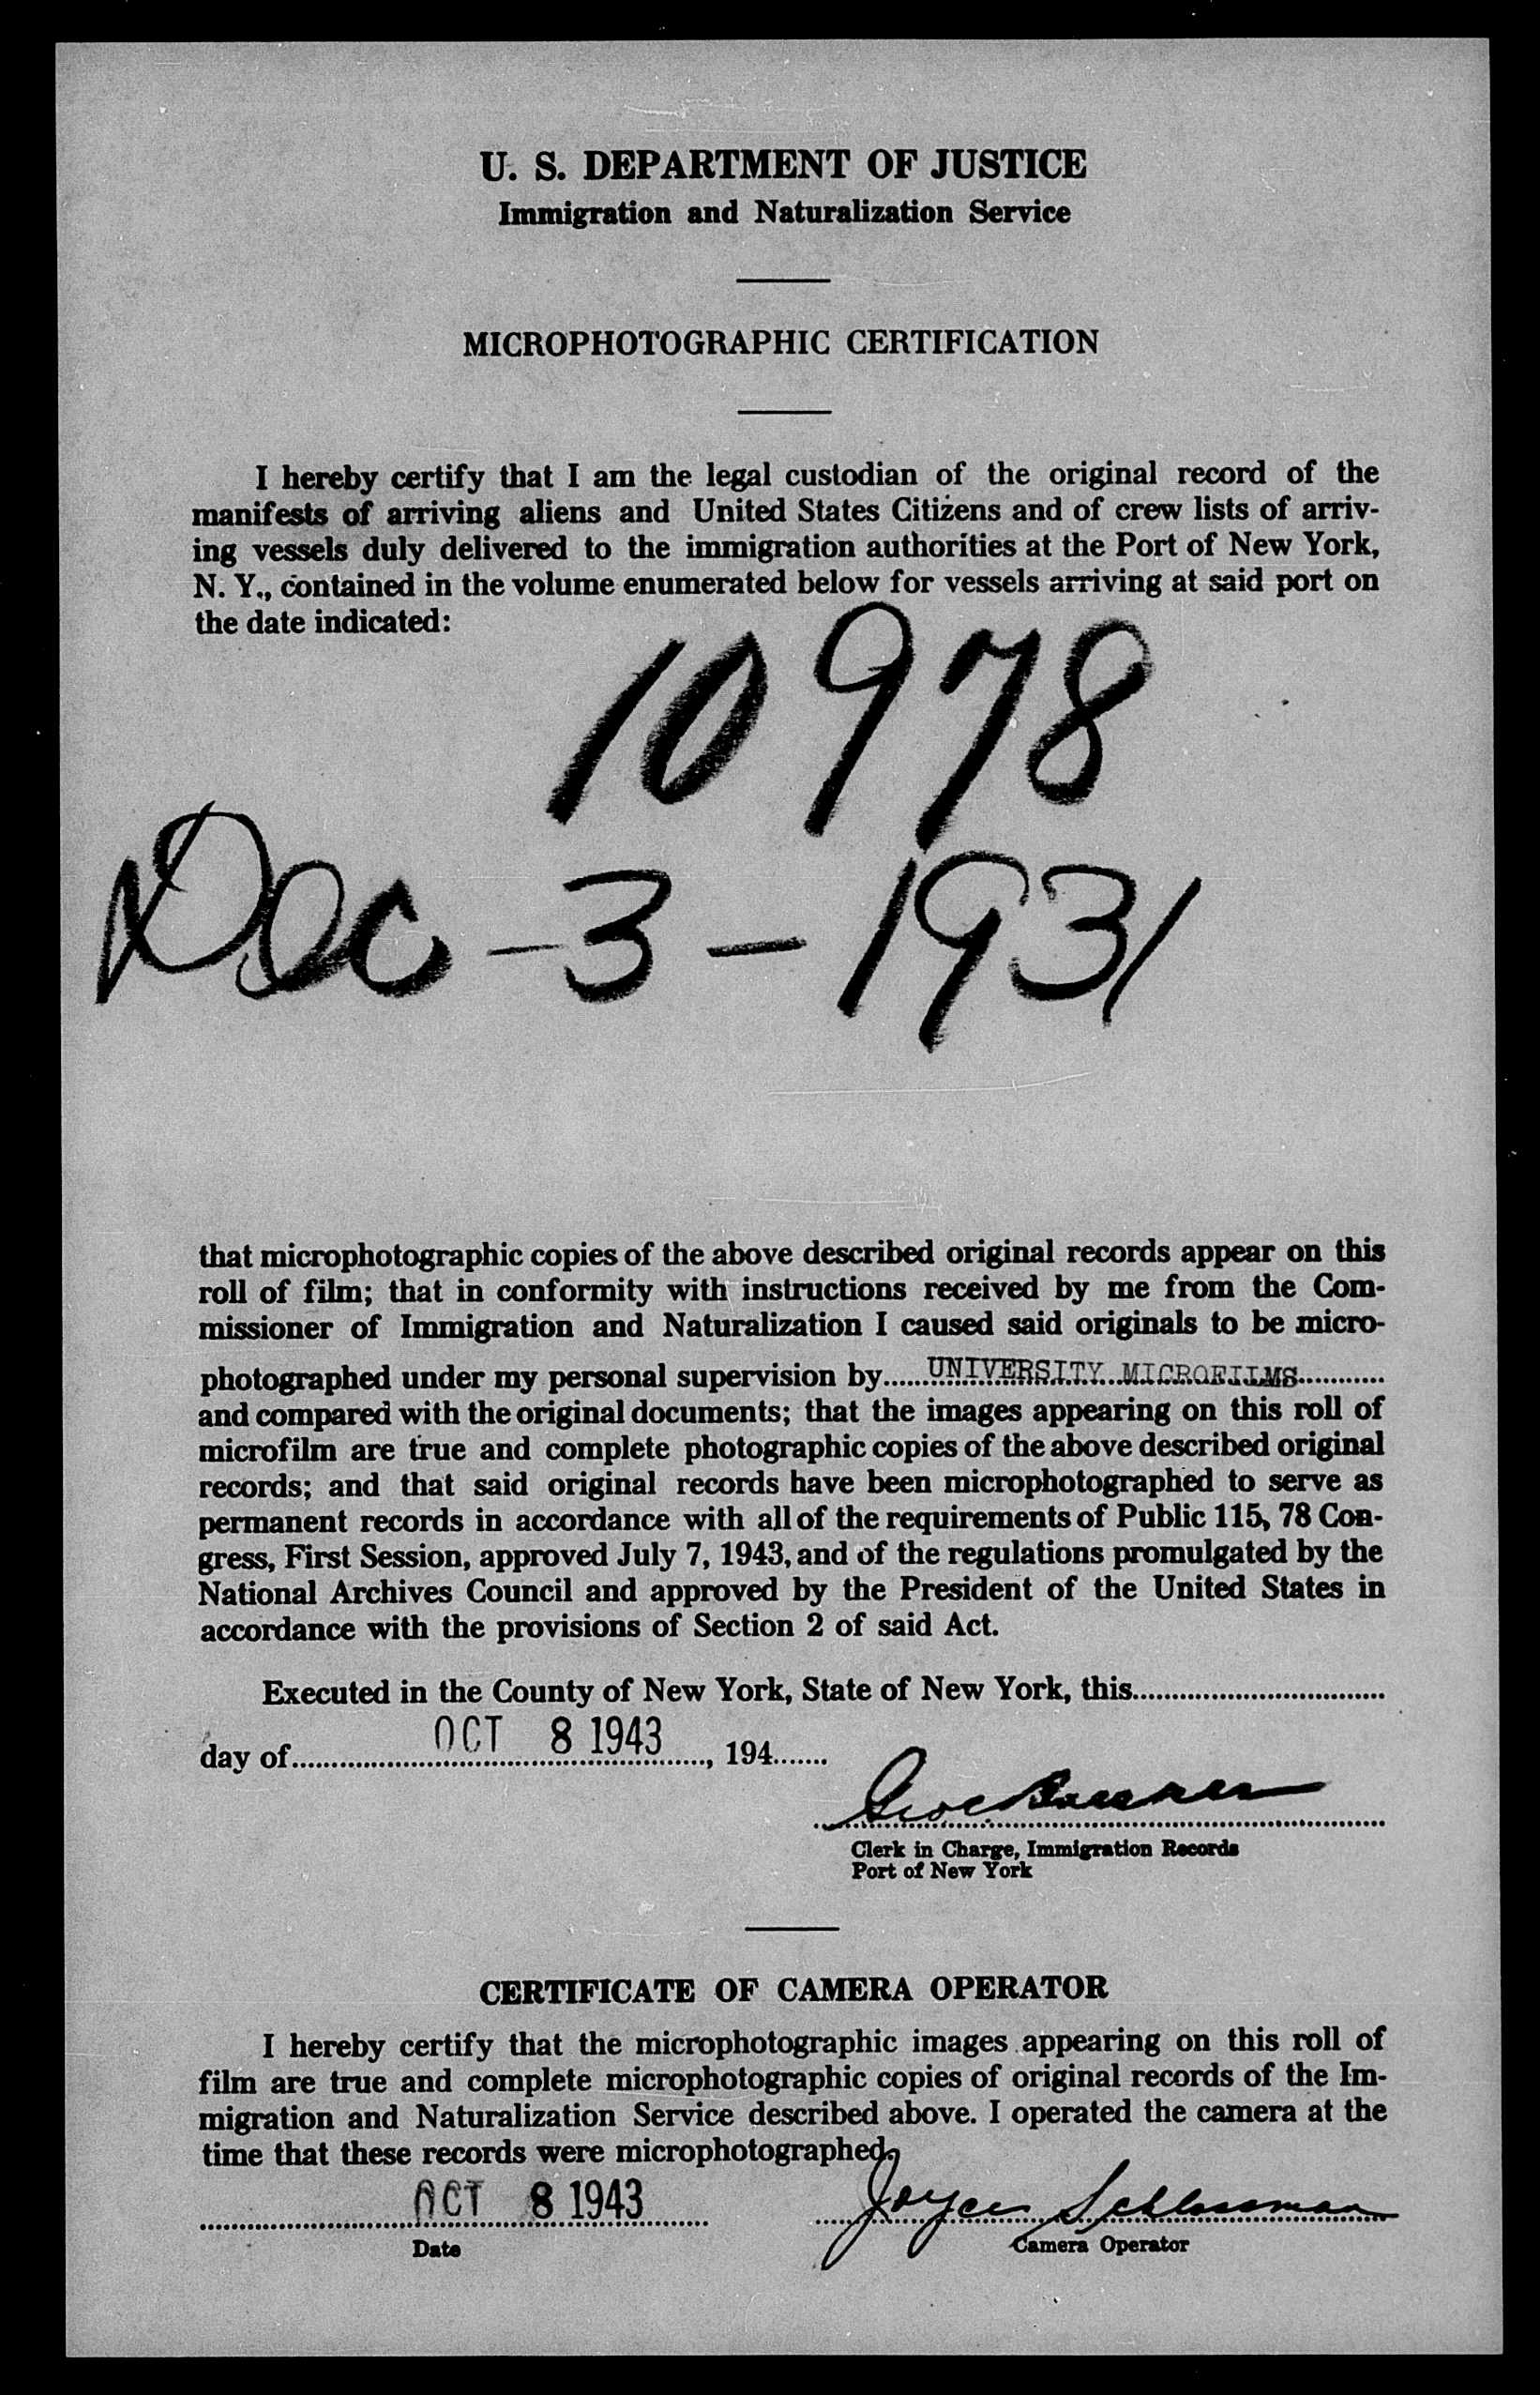 U. S. DEPARTMENT OF JUSTICE
Immigration and Naturalization Service
MICROPHOTOGRAPHIC CERTIFICATION
I hereby certify that I am the legal custodian of the original record of the
manifests of arriving aliens and United States Citizens and of crew lists of arriv-
ing vessels duly delivered to the immigration authorities at the Port of New York,
N. Y., contained in the volume enumerated below for vessels arriving at said port on
the date indicated:
10978
Dec - 3 - 1931
that microphotographic copies of the above described original records appear on this
roll of film; that in conformity with instructions received by me from the Com-
missioner of Immigration and Naturalization I caused said originals to be micro-
photographed under my personal supervision by UNIVERSITY MICROFILMS
and compared with the original documents; that the images appearing on this roll of
microfilm are true and complete photographic copies of the above described original
records; and that said original records have been microphotographed to serve as
permanent records in accordance with all of the requirements of Public 115, 78 Con-
gress, First Session, approved July 7, 1943, and of the regulations promulgated by the
National Archives Council and approved by the President of the United States in
accordance with the provisions of Section 2 of said Act.
Executed in the County of New York, State of New York, this
day of OCT 8 1943, 194
Clerk in Charge, Immigration Records
Port of New York
CERTIFICATE OF CAMERA OPERATOR
I hereby certify that the microphotographic images appearing on this roll of
film are true and complete microphotographic copies of original records of the Im-
migration and Naturalization Service described above. I operated the camera at the
time that these records were microphotographed.
OCT 8 1943 Joyce
Date Camera Operator